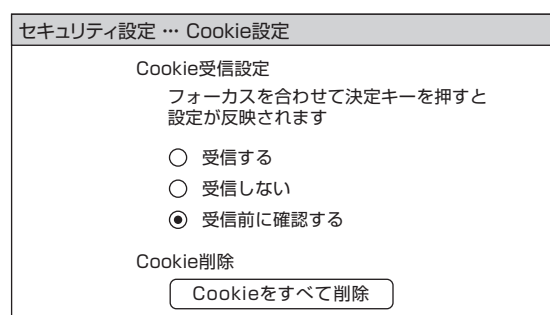 セキュリティ設定 … Cookie設定
Cookie受信設定
フォーカスを合わせて決定キーを押すと
設定が反映されます
受信する
受信しない
受信前に確認する
Cookie削除
Cookieをすべて削除